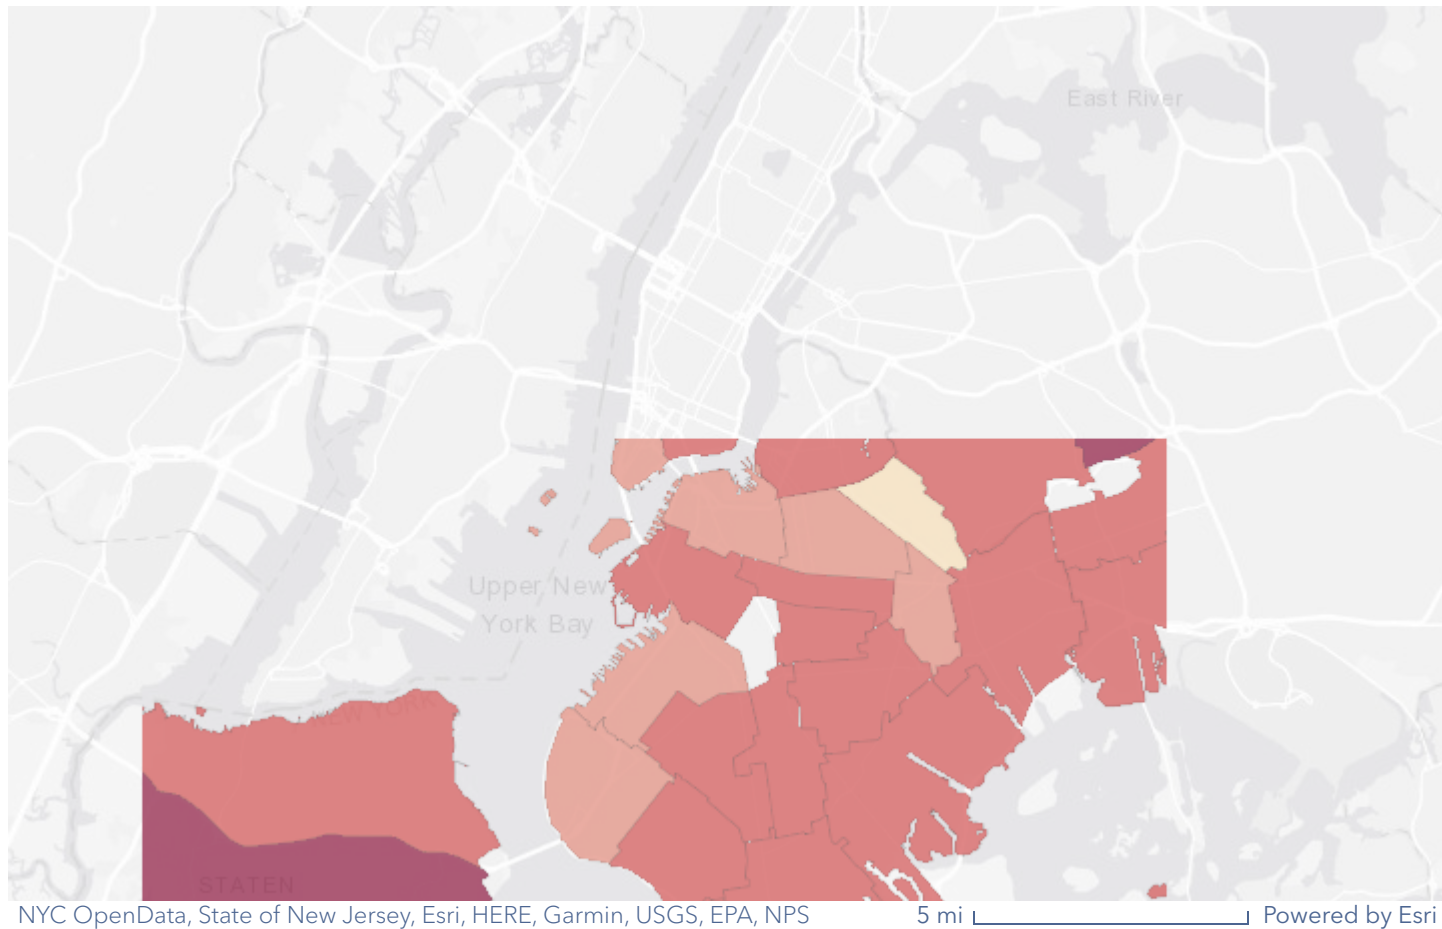 East River
Upper New
York Bay
NEW YORK
STATEN
NYC OpenData, State of New Jersey, Esri, HERE, Garmin, USGS, EPA, NPS
5 mi
Powered by Esri